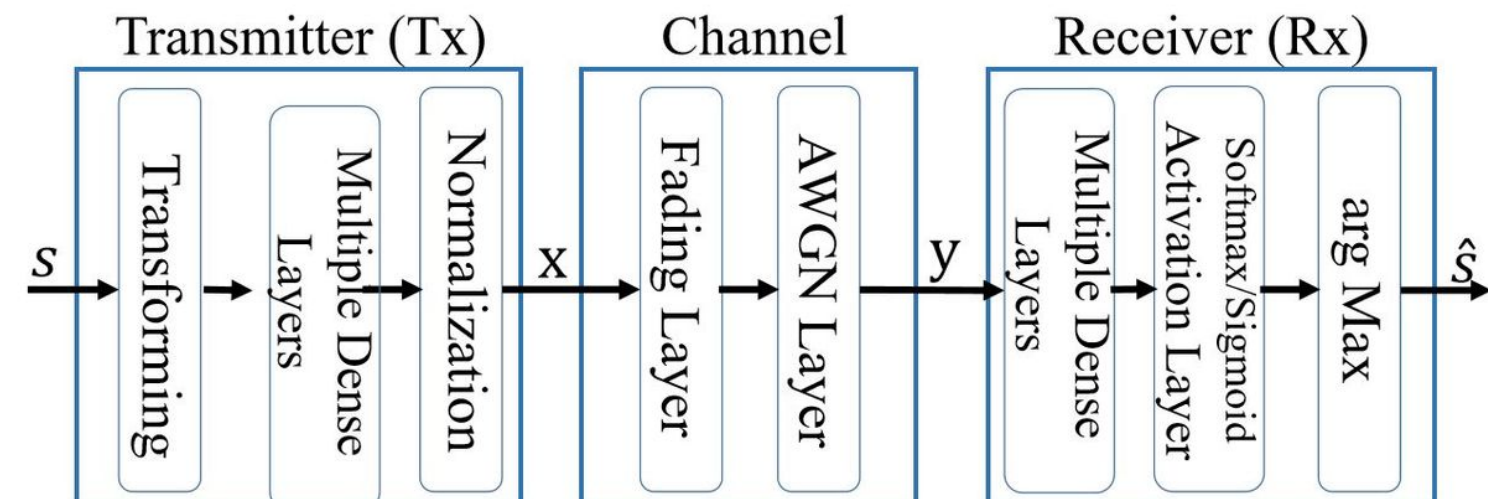 Transmitter (Tx)
Channel
Receiver (Rx)
s
Transforming
Multiple Dense
Layers
Normalization
x
Fading Layer
AWGN Layer
y
Multiple Dense
Layers
Softmax/Sigmoid
Activation Layer
arg Max
ŝ